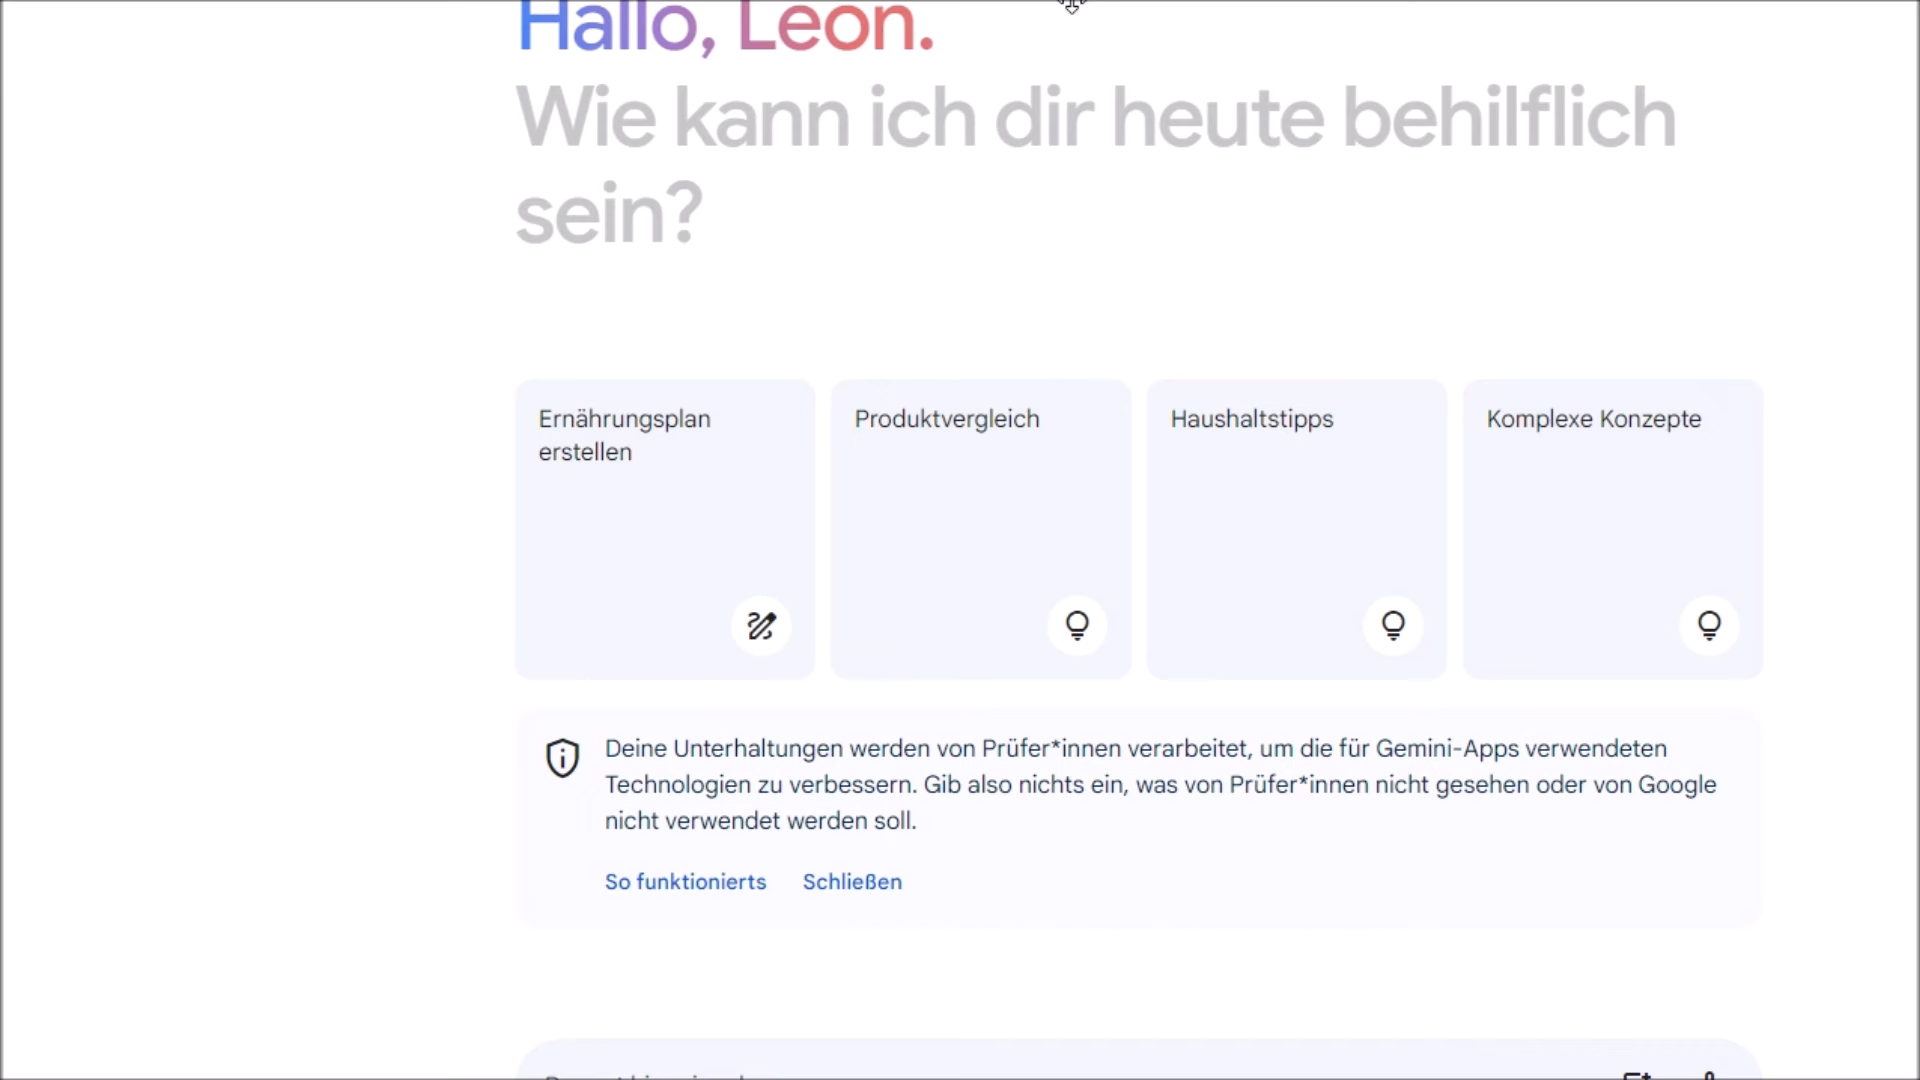 Hallo, Leon.
Wie kann ich dir heute behilflich
sein?
Ernährungsplan
erstellen
Produktvergleich
Haushaltstipps
Komplexe Konzepte
Deine Unterhaltungen werden von Prüfer*innen verarbeitet, um die für Gemini-Apps verwendeten
Technologien zu verbessern. Gib also nichts ein, was von Prüfer*innen nicht gesehen oder von Google
nicht verwendet werden soll.
So funktionierts
Schließen